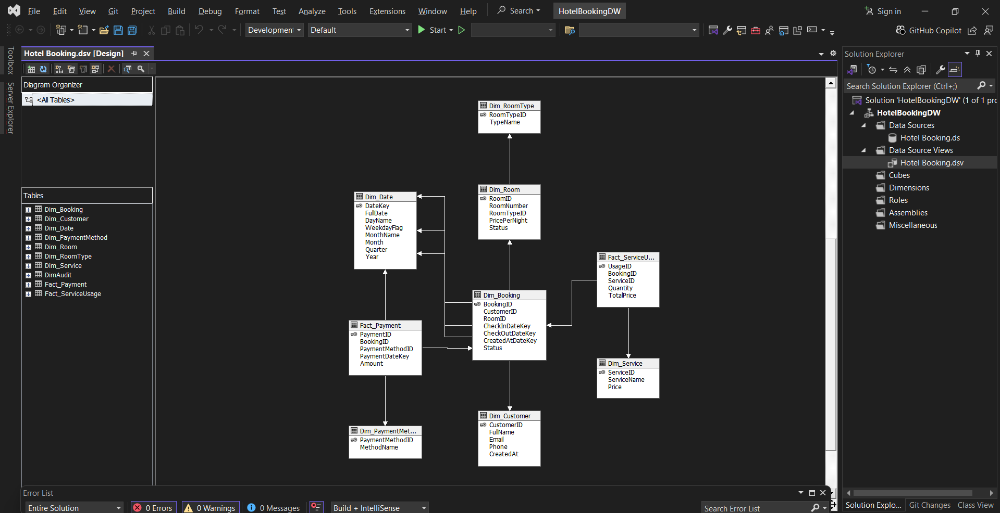 File Edit View Git Project Build Debug Format Test Analyze Tools Extensions Window Help Search HotelBookingDW Sign in
Development Default Start GitHub Copilot
Toolbox
Server Explorer
Hotel Booking.dsv [Design]
Diagram Organizer
<All Tables>
Tables
Dim_Booking
Dim_Customer
Dim_Date
Dim_PaymentMethod
Dim_Room
Dim_RoomType
Dim_Service
DimAudit
Fact_Payment
Fact_ServiceUsage
Dim_RoomType
RoomTypeID
TypeName
Dim_Date
DateKey
FullDate
DayName
WeekdayFlag
MonthName
Month
Quarter
Year
Dim_Room
RoomID
RoomNumber
RoomTypeID
PricePerNight
Status
Fact_ServiceU...
UsageID
BookingID
ServiceID
Quantity
TotalPrice
Dim_Booking
BookingID
CustomerID
RoomID
CheckInDateKey
CheckOutDateKey
CreatedAtDateKey
Status
Fact_Payment
PaymentID
BookingID
PaymentMethodID
PaymentDateKey
Amount
Dim_Service
ServiceID
ServiceName
Price
Dim_PaymentMet...
PaymentMethodID
MethodName
Dim_Customer
CustomerID
FullName
Email
Phone
CreatedAt
Solution Explorer
Search Solution Explorer (Ctrl+;)
Solution 'HotelBookingDW' (1 of 1 pro
HotelBookingDW
Data Sources
Hotel Booking.ds
Data Source Views
Hotel Booking.dsv
Cubes
Dimensions
Roles
Assemblies
Miscellaneous
Solution Explo... Git Changes Class View
Error List
Entire Solution 0 Errors 0 Warnings 0 Messages Build + IntelliSense Search Error List